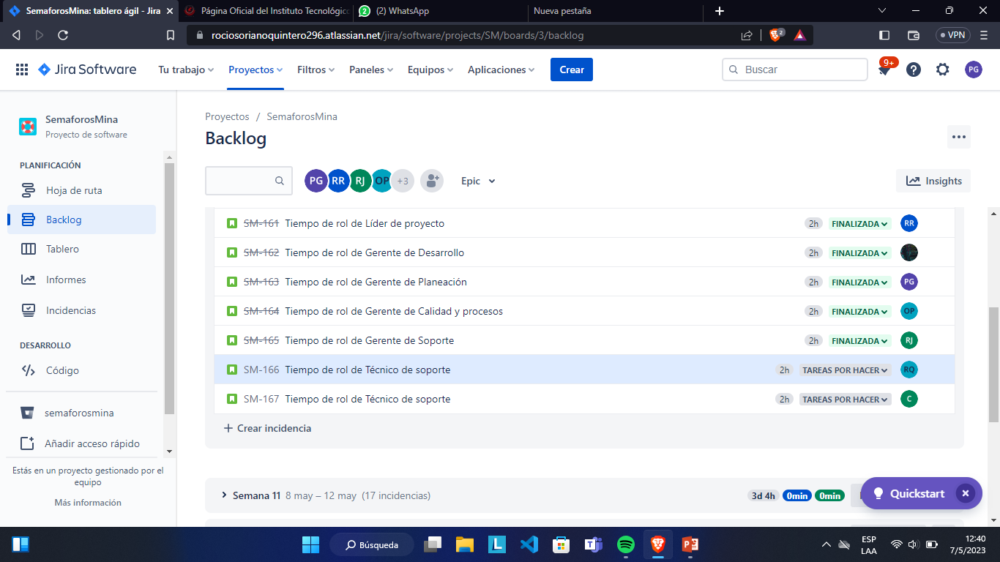 SemaforosMina: tablero ágil - Jira
Página Oficial del Instituto Tecnológico
(2) WhatsApp
Nueva pestaña
rociosorianoquintero296.atlassian.net/jira/software/projects/SM/boards/3/backlog
2
VPN
Jira Software
Tu trabajo
Proyectos
Filtros
Paneles
Equipos
Aplicaciones
Crear
Buscar
9+
PG
SemaforosMina
Proyecto de software
PLANIFICACIÓN
Hoja de ruta
Backlog
Tablero
Informes
Incidencias
DESARROLLO
Código
semaforosmina
Añadir acceso rápido
Estás en un proyecto gestionado por el
equipo
Más información
Proyectos / SemaforosMina
Backlog
PG RR RJ OP +3
Epic
Insights
SM-161 Tiempo de rol de Líder de proyecto 2h FINALIZADA RR
SM-162 Tiempo de rol de Gerente de Desarrollo 2h FINALIZADA
SM-163 Tiempo de rol de Gerente de Planeación 2h FINALIZADA PG
SM-164 Tiempo de rol de Gerente de Calidad y procesos 2h FINALIZADA OP
SM-165 Tiempo de rol de Gerente de Soporte 2h FINALIZADA RJ
SM-166 Tiempo de rol de Técnico de soporte 2h TAREAS POR HACER RQ
SM-167 Tiempo de rol de Técnico de soporte 2h TAREAS POR HACER C
+ Crear incidencia
Semana 11 8 may – 12 may (17 incidencias) 3d 4h 0min 0min
Quickstart
Búsqueda
ESP
LAA
12:40
7/5/2023